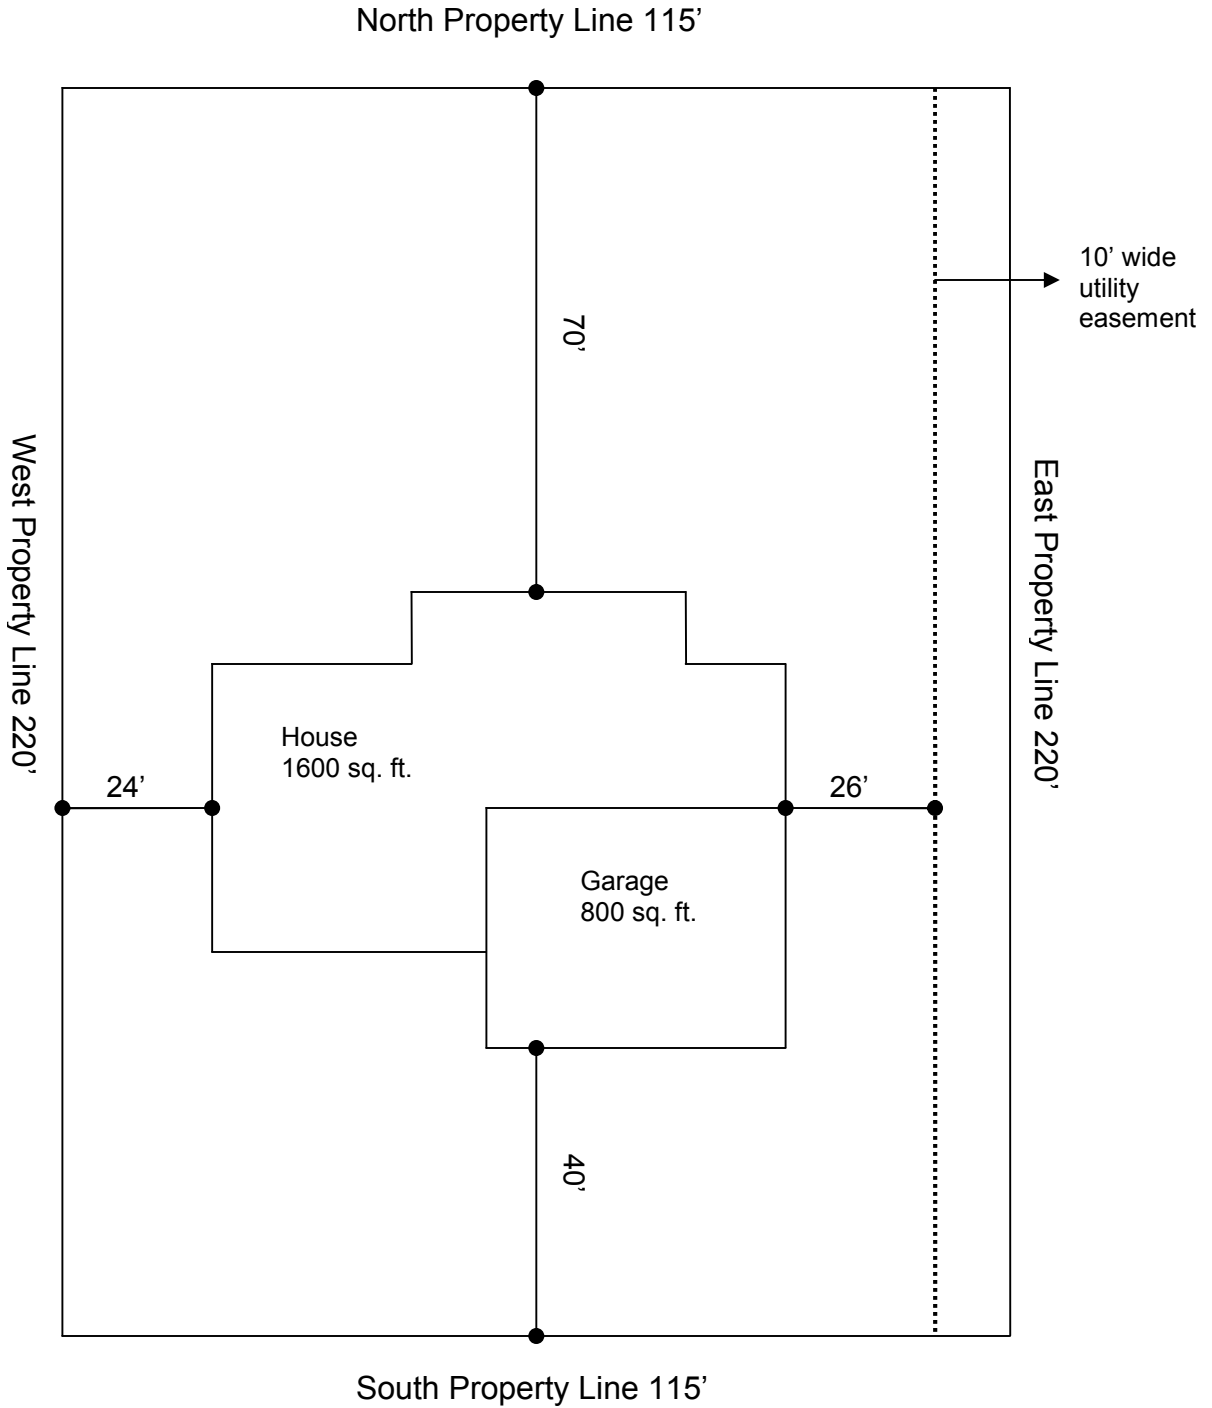 North Property Line 115’
10’ wide
utility
easement
70’
West Property Line 220’
East Property Line 220’
House
1600 sq. ft.
24’
26’
Garage
800 sq. ft.
40’
South Property Line 115’